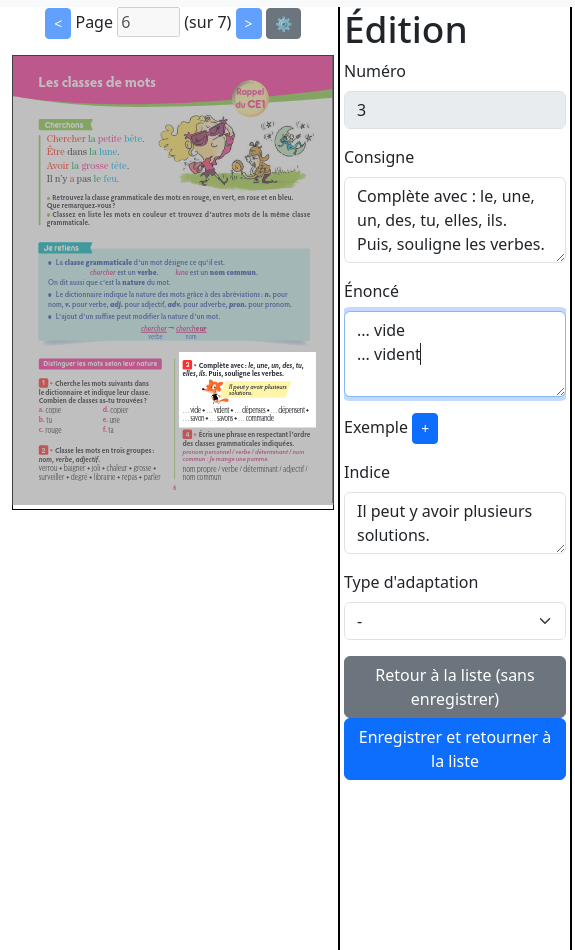 < Page 6 (sur 7) > ⚙️
Les classes de mots
Rappel
du CE1
Cherchons
Chercher la petite bête.
Être dans la lune.
Avoir la grosse tête.
Il n'y a pas le feu.
• Retrouvez la classe grammaticale des mots en rouge, en vert, en rose et en bleu.
Que remarquez-vous ?
• Classez en liste les mots en couleur et trouvez d'autres mots de la même classe
grammaticale.
Je retiens
• La classe grammaticale d'un mot désigne ce qu'il est.
chercher est un verbe. lune est un nom commun.
On dit aussi que c'est la nature du mot.
• Le dictionnaire indique la nature des mots grâce à des abréviations : n. pour
nom, v. pour verbe, adj. pour adjectif, adv. pour adverbe, pron. pour pronom.
• L'ajout d'un suffixe peut modifier la nature d'un mot.
chercher → chercheur
verbe nom
Distinguer les mots selon leur nature
1 • Cherche les mots suivants dans
le dictionnaire et indique leur classe.
Combien de classes as-tu trouvées ?
a. copie d. copier
b. tu e. une
c. rouge f. ta
2 • Classe les mots en trois groupes :
nom, verbe, adjectif.
verrou • baigner • joli • chaleur • grosse •
surveiller • degré • librairie • repas • parler
3 • Complète avec : le, une, un, des, tu,
elles, ils. Puis, souligne les verbes.
Il peut y avoir plusieurs
solutions.
… vide • … vident • … dépenses • … dépensent •
… savon • … savons • … commande
4 • Écris une phrase en respectant l'ordre
des classes grammaticales indiquées.
pronom personnel / verbe / déterminant / nom
commun : Je mange une pomme.
nom propre / verbe / déterminant / adjectif /
nom commun
6
Édition
Numéro
3
Consigne
Complète avec : le, une,
un, des, tu, elles, ils.
Puis, souligne les verbes.
Énoncé
… vide
… vident
Exemple +
Indice
Il peut y avoir plusieurs
solutions.
Type d'adaptation
-
Retour à la liste (sans
enregistrer)
Enregistrer et retourner à
la liste